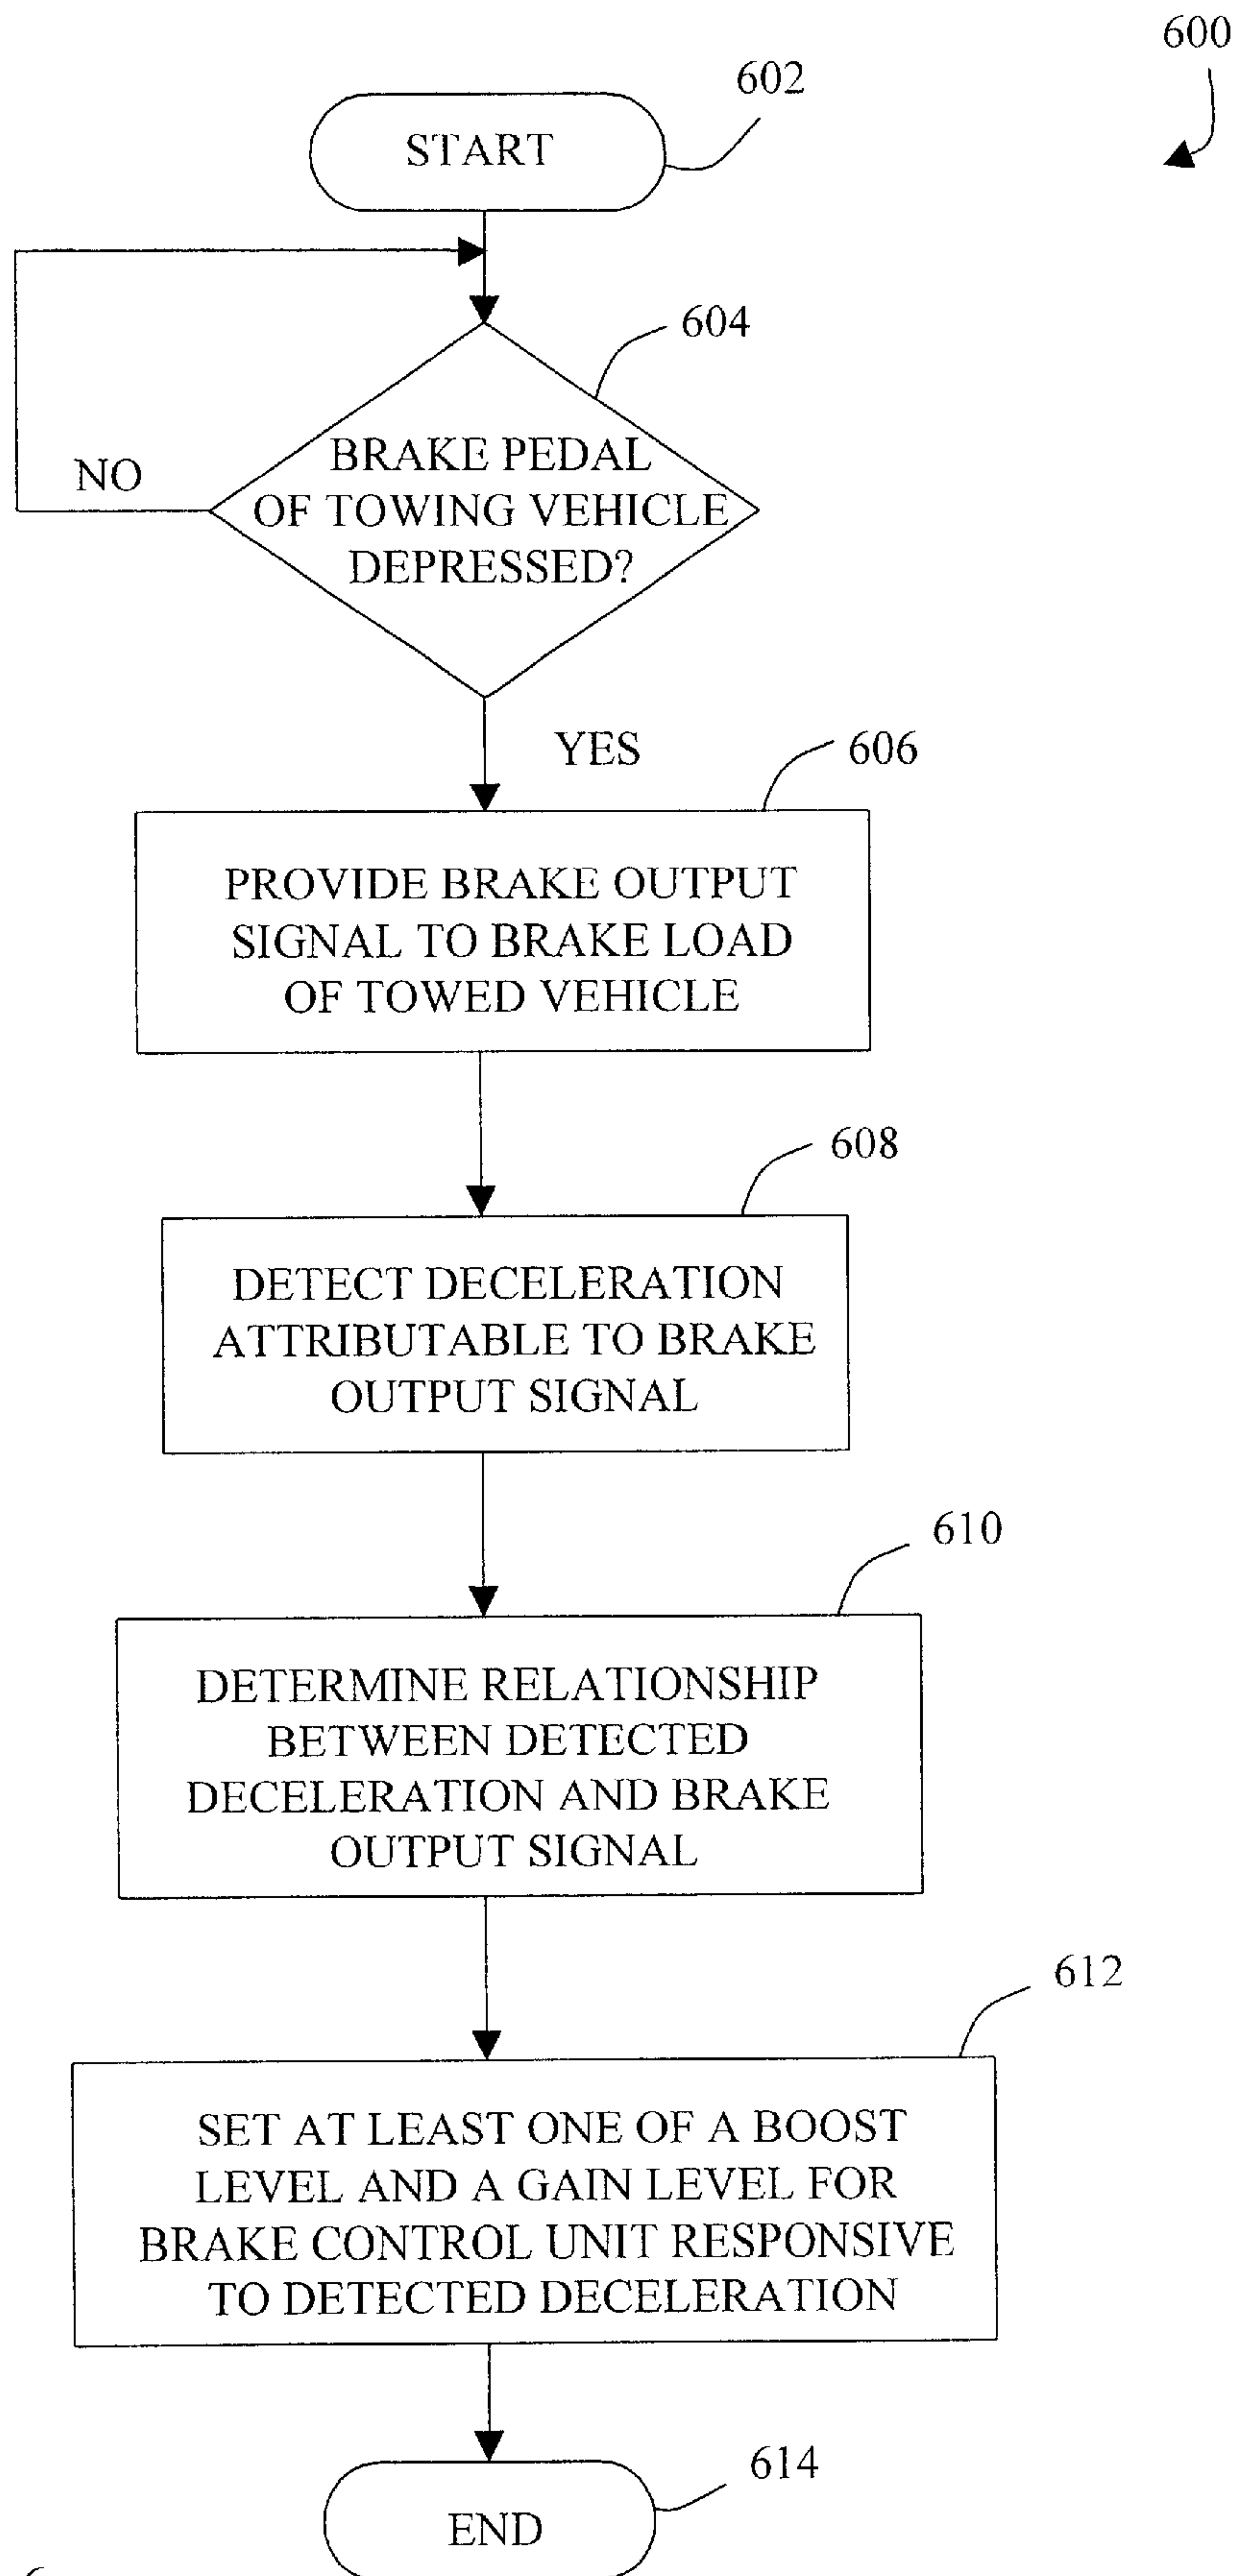 600
602
START
604
BRAKE PEDAL
OF TOWING VEHICLE
DEPRESSED?
NO
YES
606
PROVIDE BRAKE OUTPUT
SIGNAL TO BRAKE LOAD
OF TOWED VEHICLE
608
DETECT DECELERATION
ATTRIBUTABLE TO BRAKE
OUTPUT SIGNAL
610
DETERMINE RELATIONSHIP
BETWEEN DETECTED
DECELERATION AND BRAKE
OUTPUT SIGNAL
612
SET AT LEAST ONE OF A BOOST
LEVEL AND A GAIN LEVEL FOR
BRAKE CONTROL UNIT RESPONSIVE
TO DETECTED DECELERATION
614
END